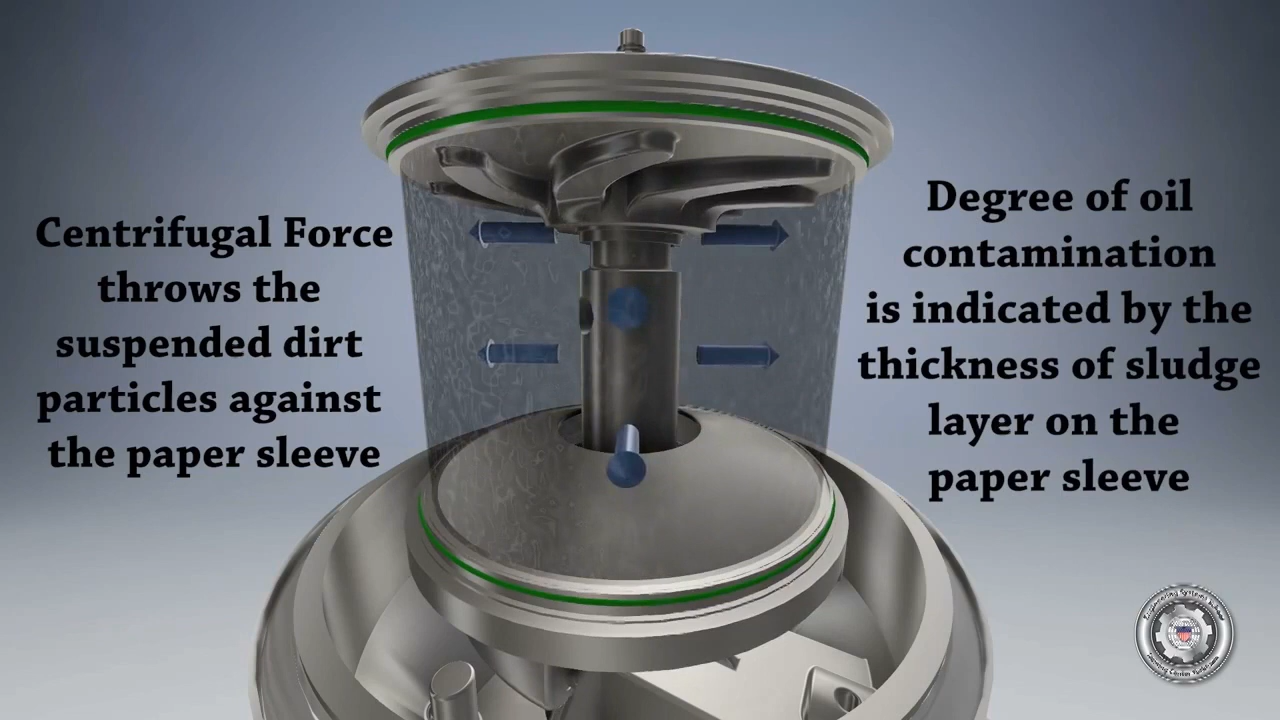 Centrifugal Force
throws the
suspended dirt
particles against
the paper sleeve
Degree of oil
contamination
is indicated by the
thickness of sludge
layer on the
paper sleeve